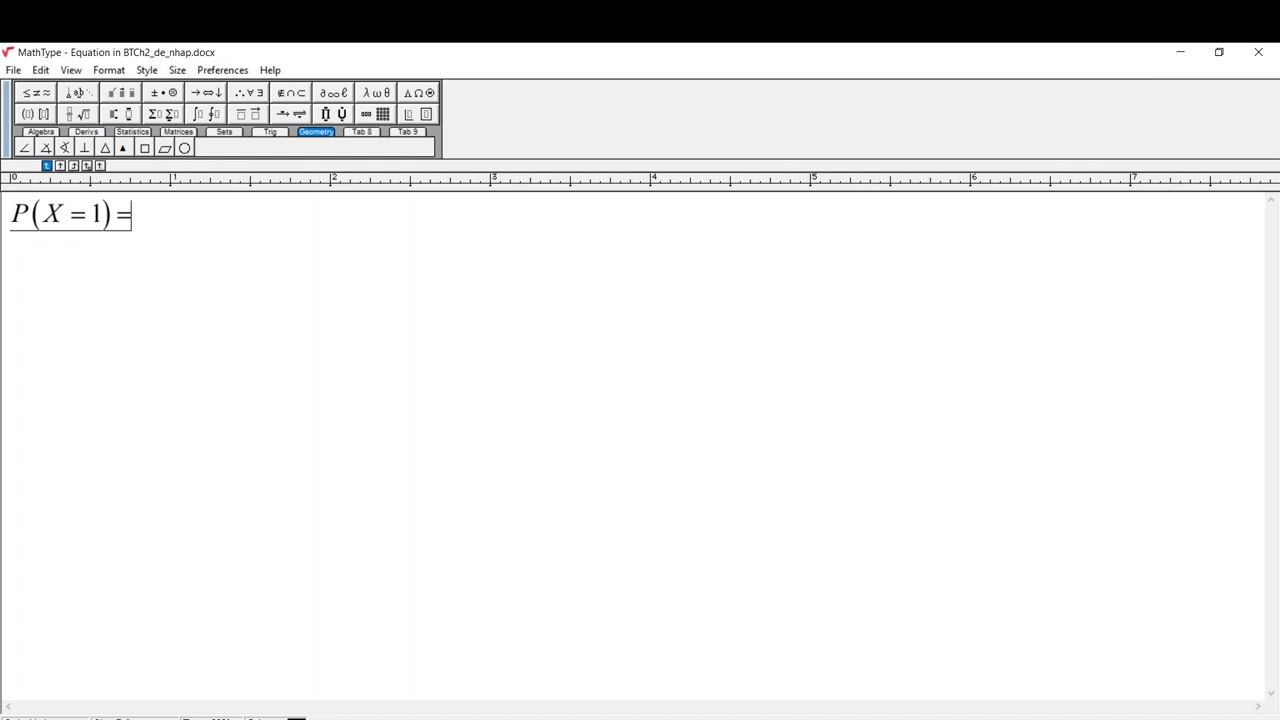 MathType - Equation in BTCh2_de_nhap.docx
File Edit View Format Style Size Preferences Help
Algebra Derivs Statistics Matrices Sets Trig Geometry Tab 8 Tab 9
0 1 2 3 4 5 6 7
P(X = 1) =